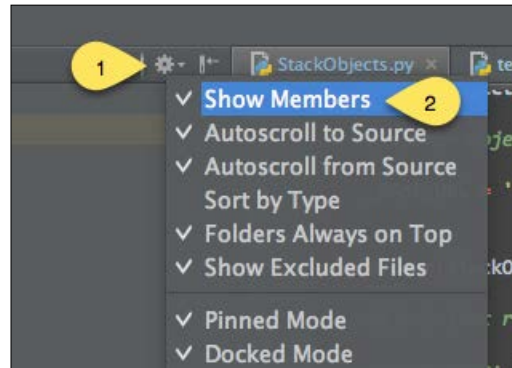 1
StackObjects.py
te
Show Members
2
Autoscroll to Source
Autoscroll from Source
Sort by Type
Folders Always on Top
Show Excluded Files
Pinned Mode
Docked Mode